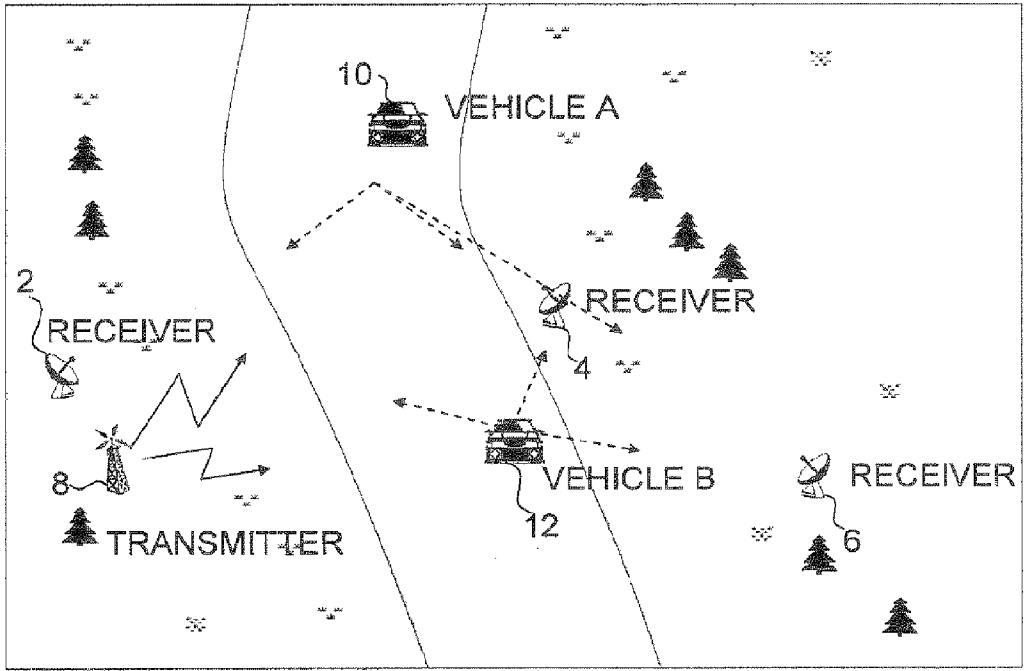 10
VEHICLE A
2
RECEIVER
RECEIVER
4
8
VEHICLE B
RECEIVER
12
6
TRANSMITTER